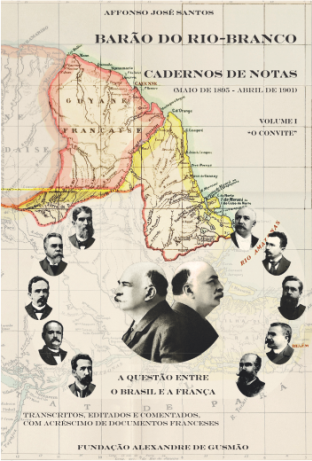 AFFONSO JOSÉ SANTOS
BARÃO DO RIO-BRANCO
CADERNOS DE NOTAS
(MAIO DE 1895 - ABRIL DE 1901)
VOLUME I
"O CONVITE"
GUYANE
FRANÇAISE
RIO AMAZONAS
A QUESTÃO ENTRE
O BRASIL E A FRANÇA
TRANSCRITOS, EDITADOS E COMENTADOS,
COM ACRÉSCIMO DE DOCUMENTOS FRANCESES
FUNDAÇÃO ALEXANDRE DE GUSMÃO